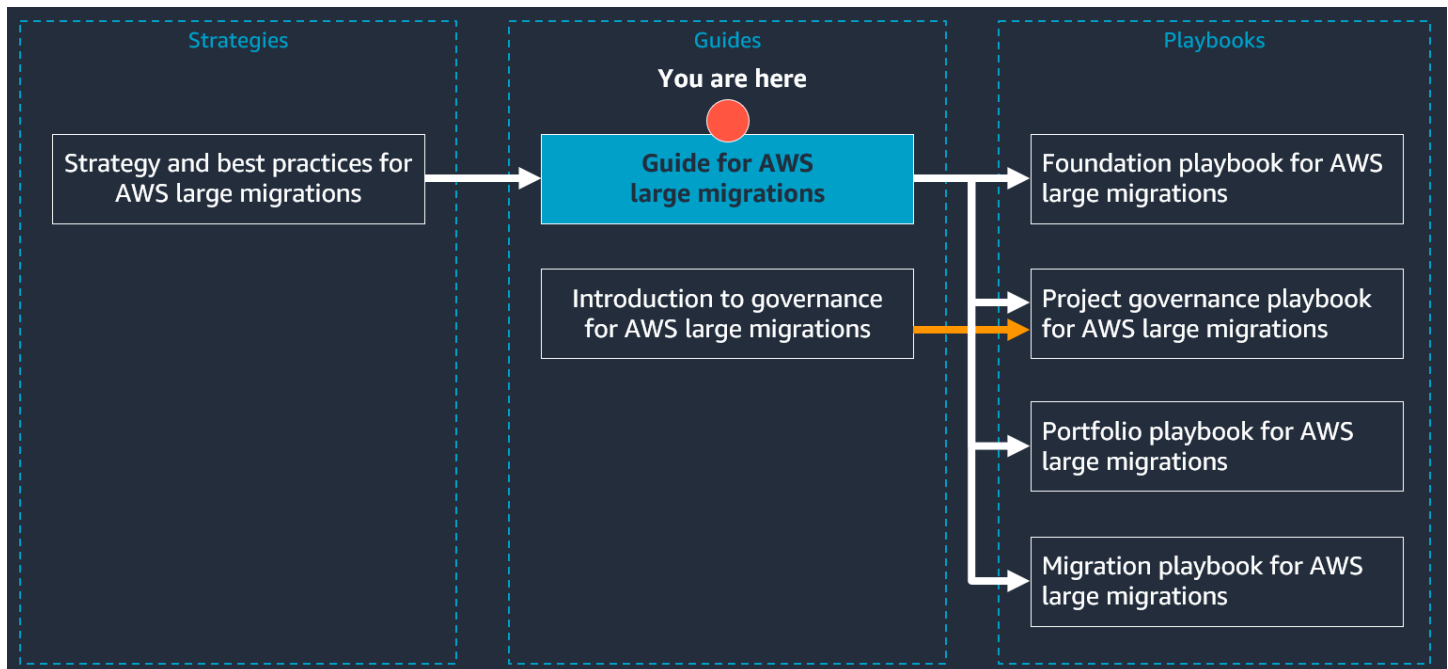 Strategies
Guides
Playbooks
You are here
Strategy and best practices for
AWS large migrations
Guide for AWS
large migrations
Foundation playbook for AWS
large migrations
Introduction to governance
for AWS large migrations
Project governance playbook
for AWS large migrations
Portfolio playbook for AWS
large migrations
Migration playbook for AWS
large migrations